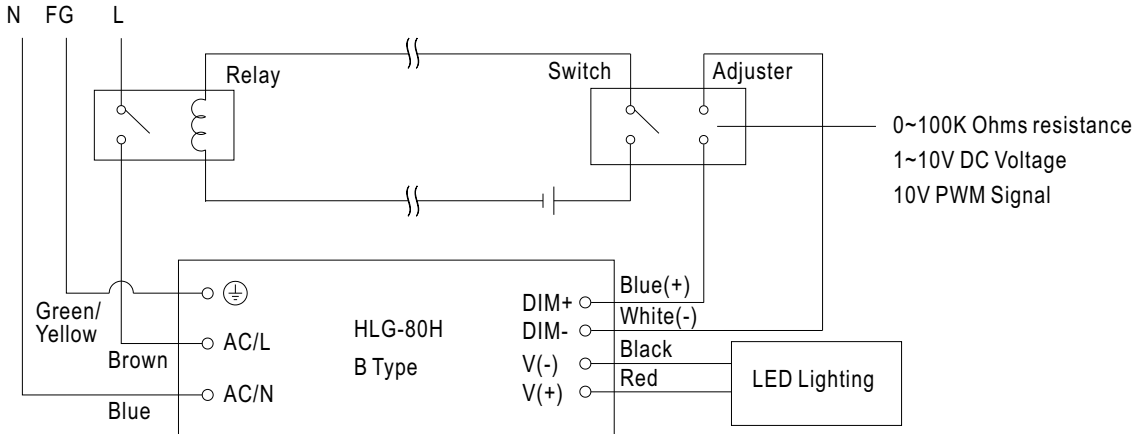 N FG L
Relay
Switch
Adjuster
0~100K Ohms resistance
1~10V DC Voltage
10V PWM Signal
Green/
Yellow
Brown
Blue
AC/L
AC/N
HLG-80H
B Type
DIM+
DIM-
V(-)
V(+)
Blue(+)
White(-)
Black
Red
LED Lighting